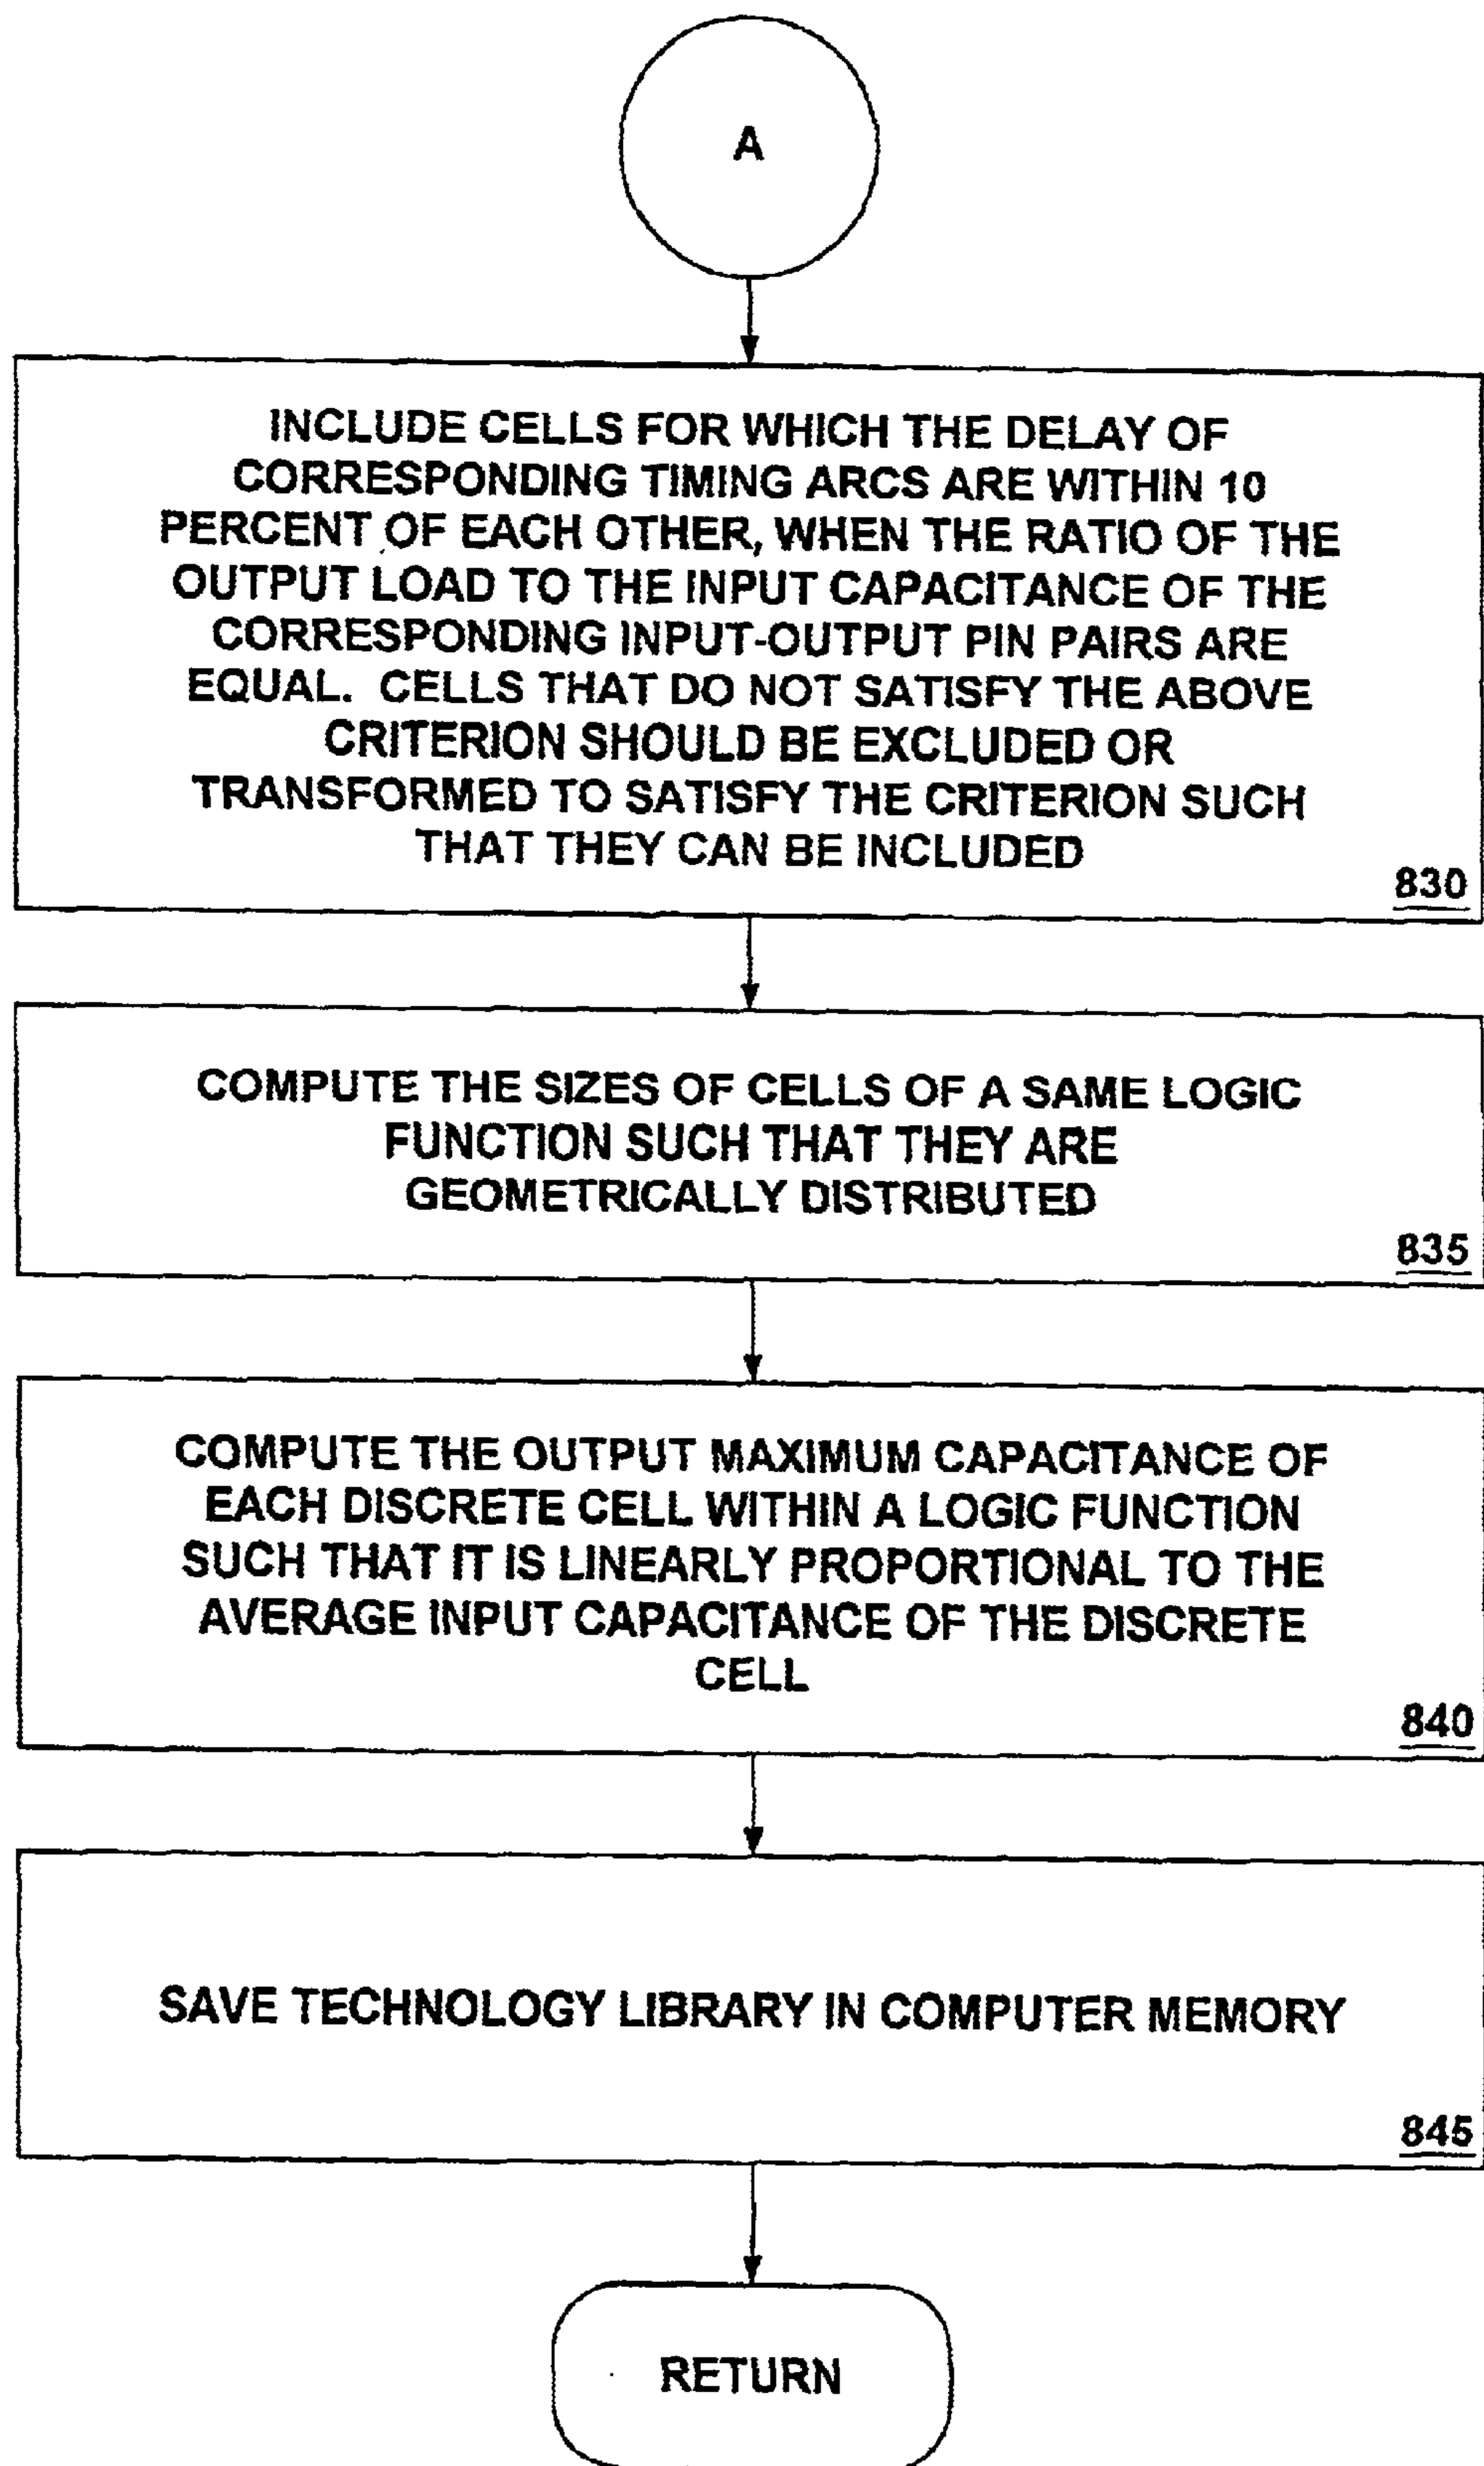 A
INCLUDE CELLS FOR WHICH THE DELAY OF
CORRESPONDING TIMING ARCS ARE WITHIN 10
PERCENT OF EACH OTHER, WHEN THE RATIO OF THE
OUTPUT LOAD TO THE INPUT CAPACITANCE OF THE
CORRESPONDING INPUT-OUTPUT PIN PAIRS ARE
EQUAL. CELLS THAT DO NOT SATISFY THE ABOVE
CRITERION SHOULD BE EXCLUDED OR
TRANSFORMED TO SATISFY THE CRITERION SUCH
THAT THEY CAN BE INCLUDED
830
COMPUTE THE SIZES OF CELLS OF A SAME LOGIC
FUNCTION SUCH THAT THEY ARE
GEOMETRICALLY DISTRIBUTED
835
COMPUTE THE OUTPUT MAXIMUM CAPACITANCE OF
EACH DISCRETE CELL WITHIN A LOGIC FUNCTION
SUCH THAT IT IS LINEARLY PROPORTIONAL TO THE
AVERAGE INPUT CAPACITANCE OF THE DISCRETE
CELL
840
SAVE TECHNOLOGY LIBRARY IN COMPUTER MEMORY
845
RETURN